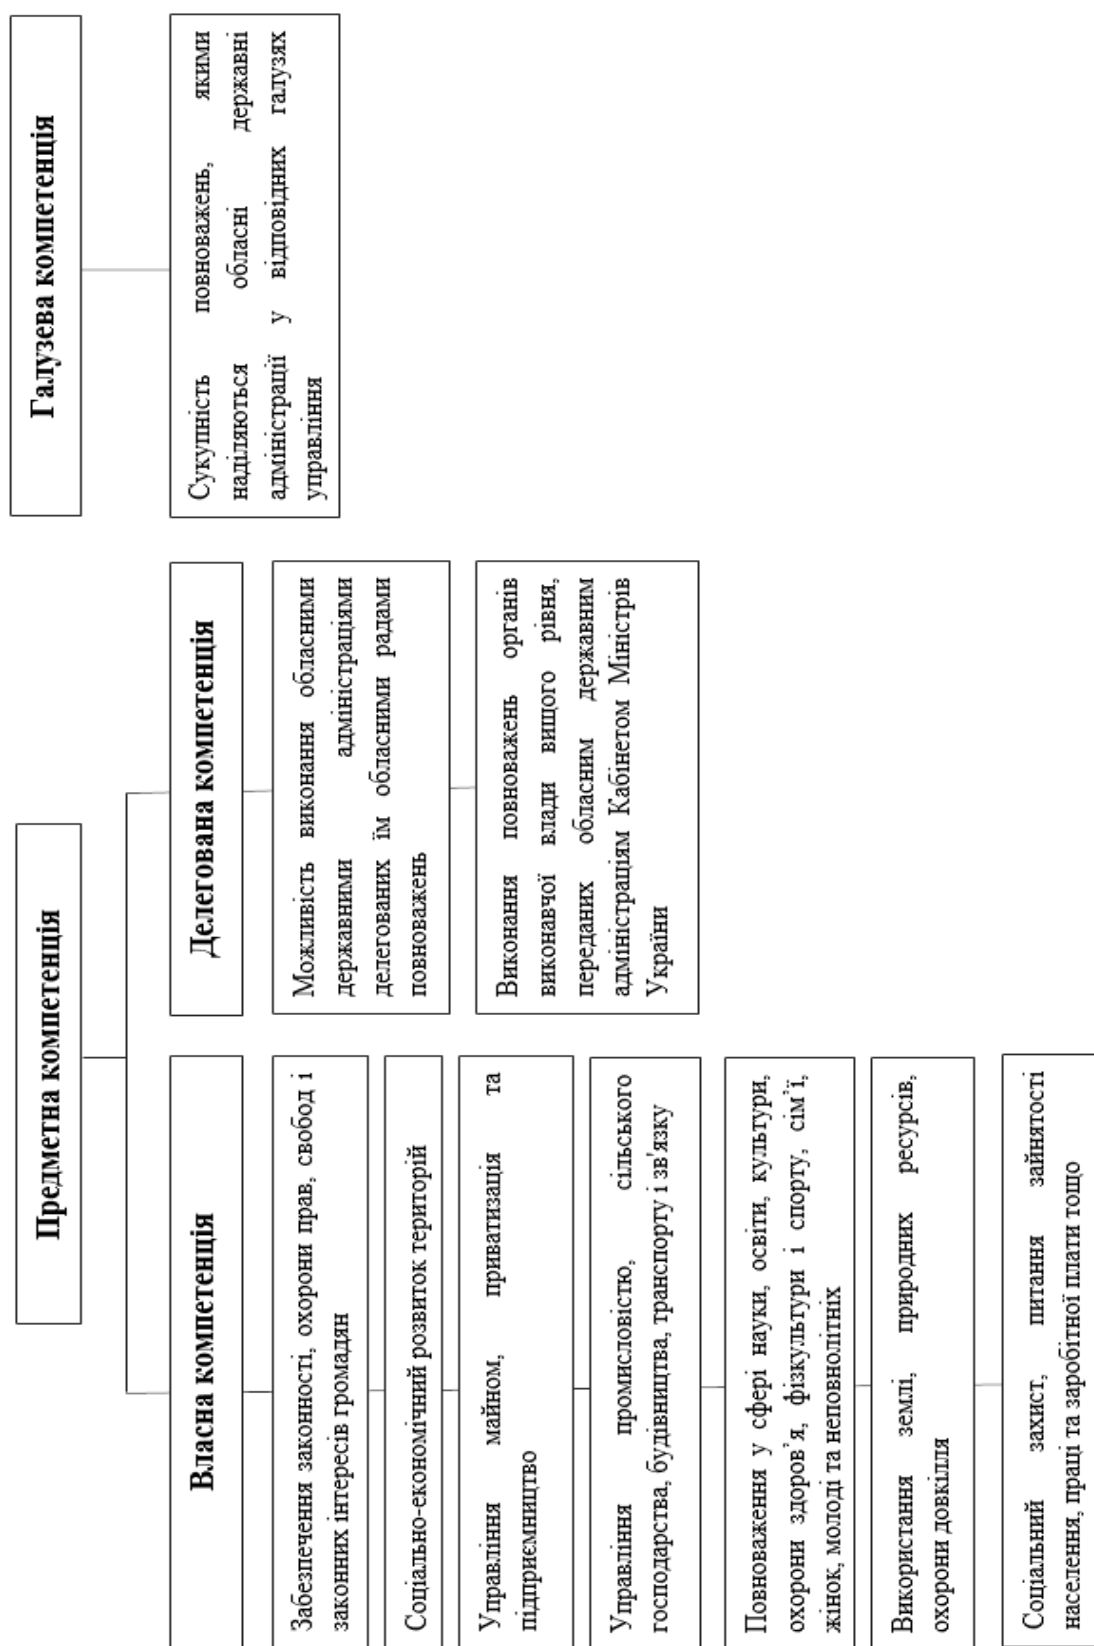 Предметна компетенція
Галузева компетенція
Власна компетенція
Забезпечення законності, охорони прав, свобод і
законних інтересів громадян
Соціально-економічний розвиток територій
Управління майном, приватизація та
підприємництво
Управління промисловістю, сільського
господарства, будівництва, транспорту і зв'язку
Повноваження у сфері науки, освіти, культури,
охорони здоров’я, фізкультури і спорту, сім’ї,
жінок, молоді та неповнолітніх
Використання землі, природних ресурсів,
охорони довкілля
Соціальний захист, питання зайнятості
населення, праці та заробітної плати тощо
Делегована компетенція
Можливість виконання обласними
державними адміністраціями
делегованих їм обласними радами
повноважень
Виконання повноважень органів
виконавчої влади вищого рівня,
переданих обласним державним
адміністраціям Кабінетом Міністрів
України
Сукупність повноважень, якими
наділяються обласні державні
адміністрації у відповідних галузях
управління